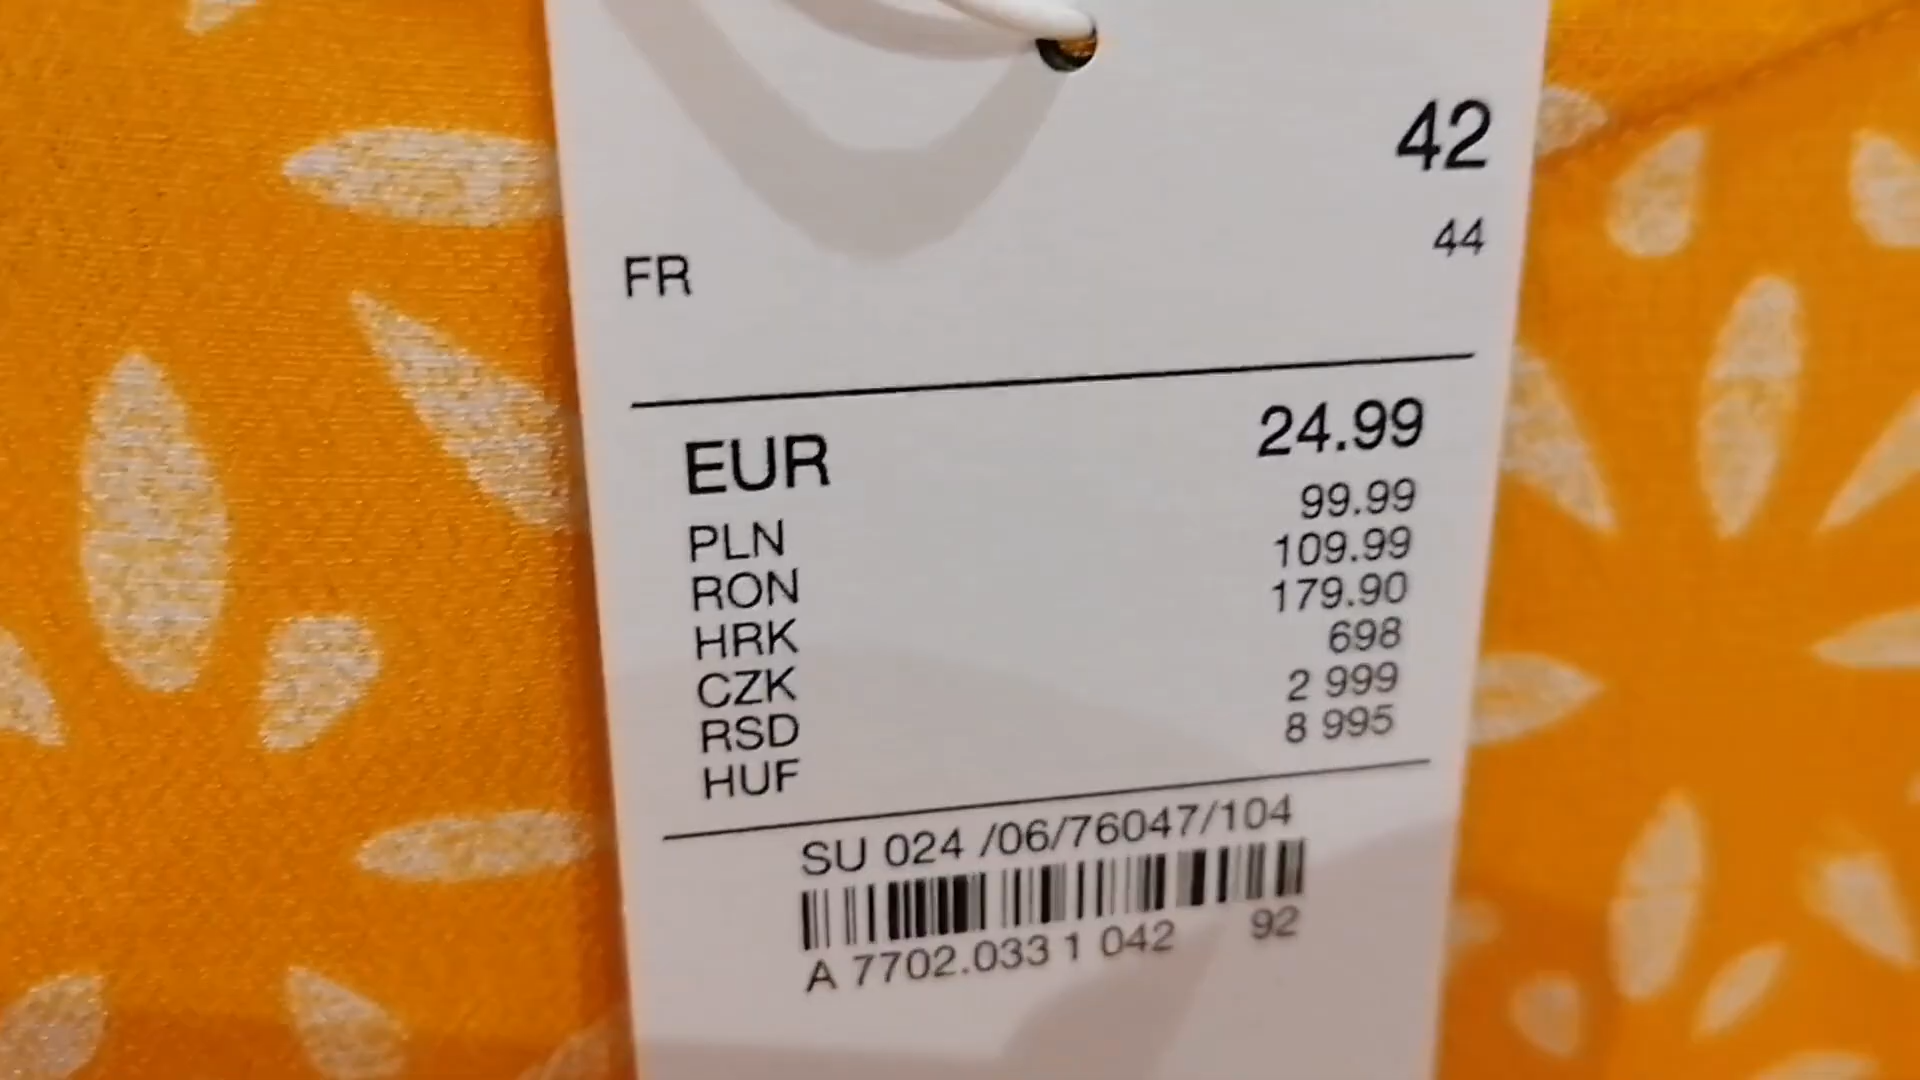 42
FR 44
EUR 24.99
PLN 99.99
RON 109.99
HRK 179.90
CZK 698
RSD 2 999
HUF 8 995
SU 024 /06/76047/104
A 7702.033 1 042 92